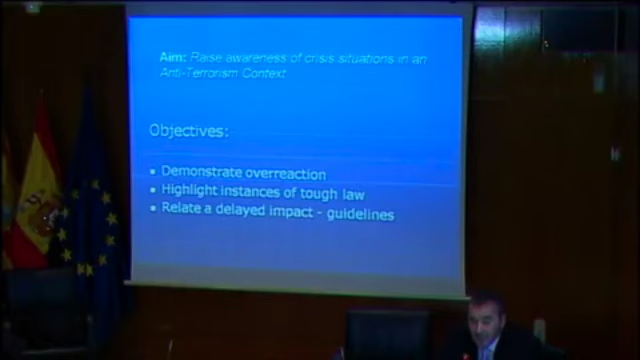 Aim: Raise awareness of crisis situations in an
Anti-Terrorism Context
Objectives:
• Demonstrate overreaction
• Highlight instances of tough law
• Relate a delayed impact - guidelines